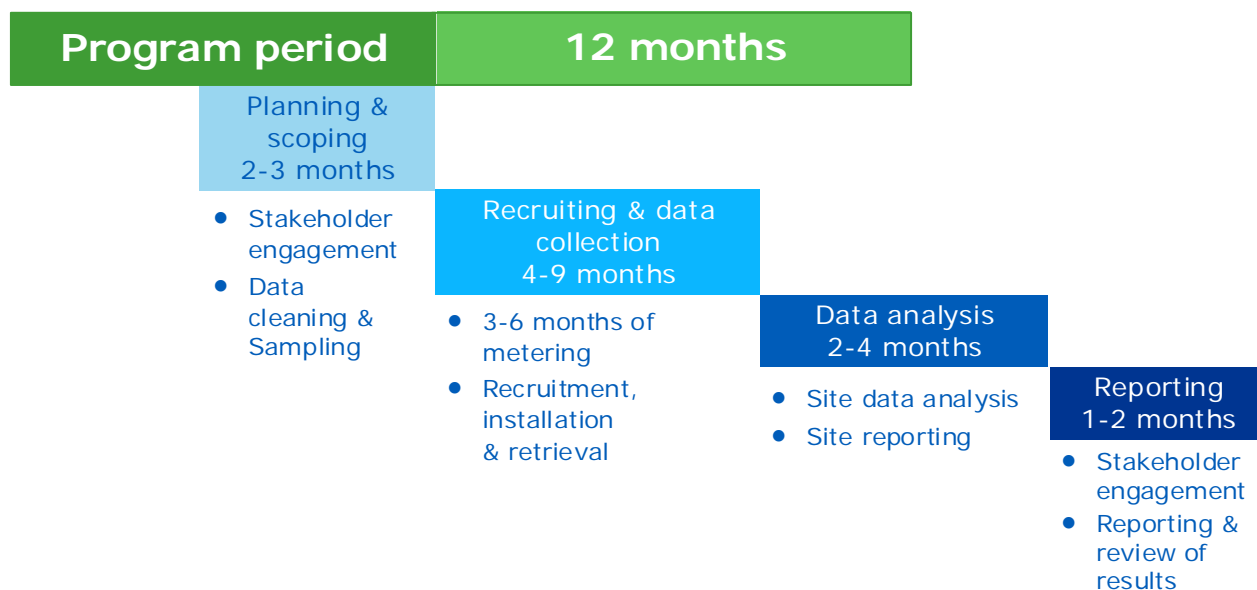 Program period
12 months
Planning &
scoping
2-3 months
• Stakeholder
engagement
• Data
cleaning &
Sampling
Recruiting & data
collection
4-9 months
• 3-6 months of
metering
• Recruitment,
installation
& retrieval
Data analysis
2-4 months
• Site data analysis
• Site reporting
Reporting
1-2 months
• Stakeholder
engagement
• Reporting &
review of
results